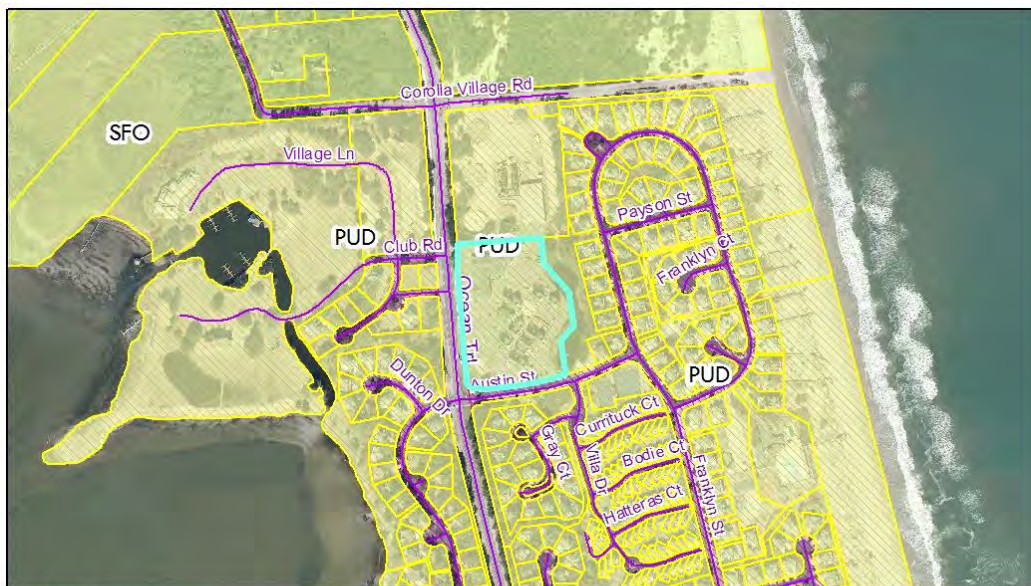 Corolla Village Rd
SFO
Village Ln
Payson St
PUD
PUD
Club Rd
Franklyn Ct
Ocean Trl
PUD
Austin St
Dunton Dr
Currituck Ct
Gray Ct
Villa Dr
Bodie Ct
Franklyn St
Hatteras Ct